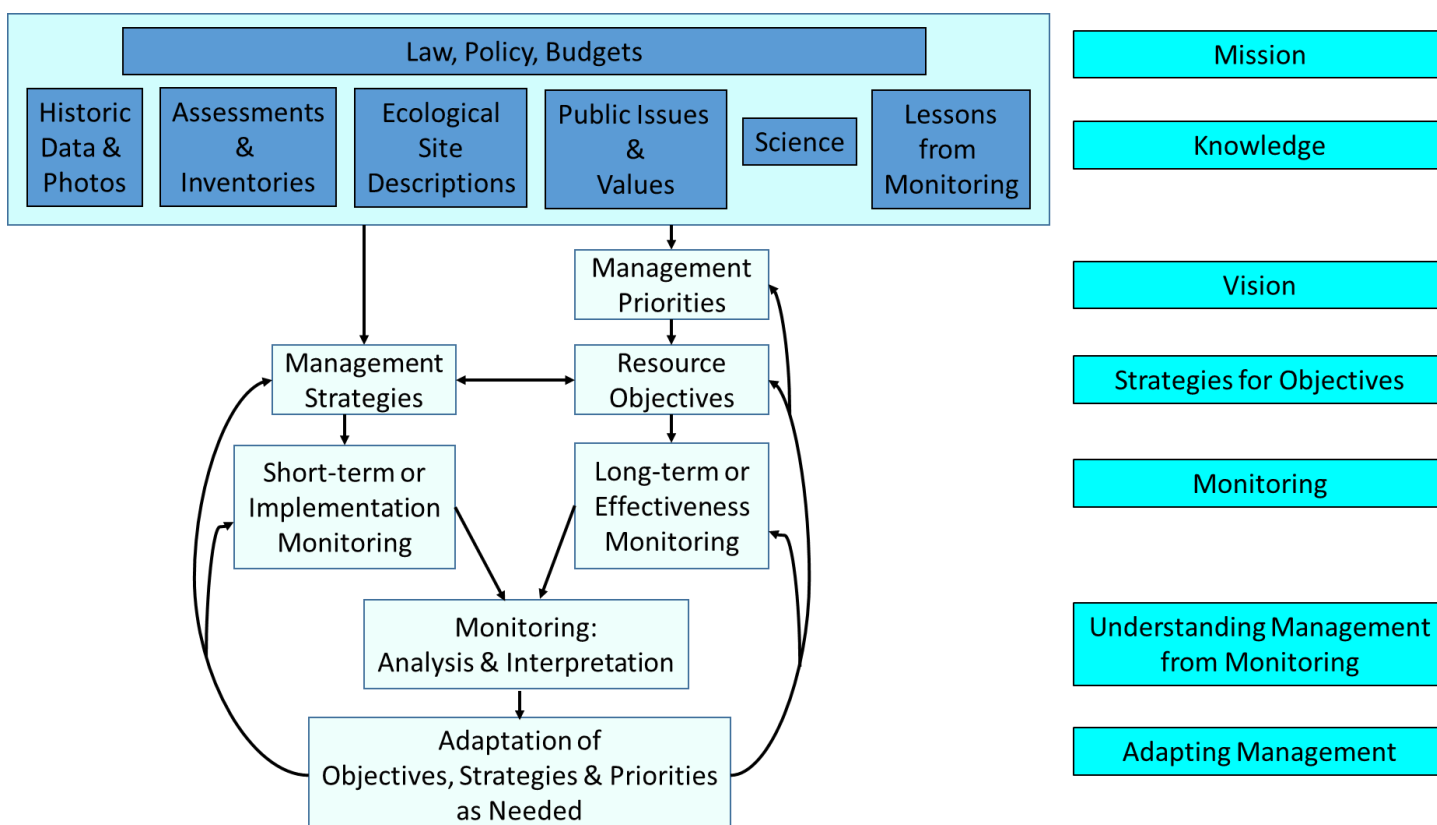 Law, Policy, Budgets
Mission
Historic
Data &
Photos
Assessments
&
Inventories
Ecological
Site
Descriptions
Public Issues
&
Values
Science
Lessons
from
Monitoring
Knowledge
Management
Priorities
Vision
Management
Strategies
Resource
Objectives
Strategies for Objectives
Short-term or
Implementation
Monitoring
Long-term or
Effectiveness
Monitoring
Monitoring
Monitoring:
Analysis & Interpretation
Understanding Management
from Monitoring
Adaptation of
Objectives, Strategies & Priorities
as Needed
Adapting Management